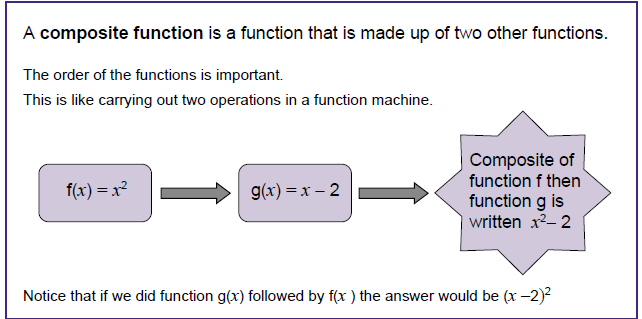 A composite function is a function that is made up of two other functions.
The order of the functions is important.
This is like carrying out two operations in a function machine.
f(x) = x²
g(x) = x – 2
Composite of
function f then
function g is
written x²– 2
Notice that if we did function g(x) followed by f(x ) the answer would be (x –2)²